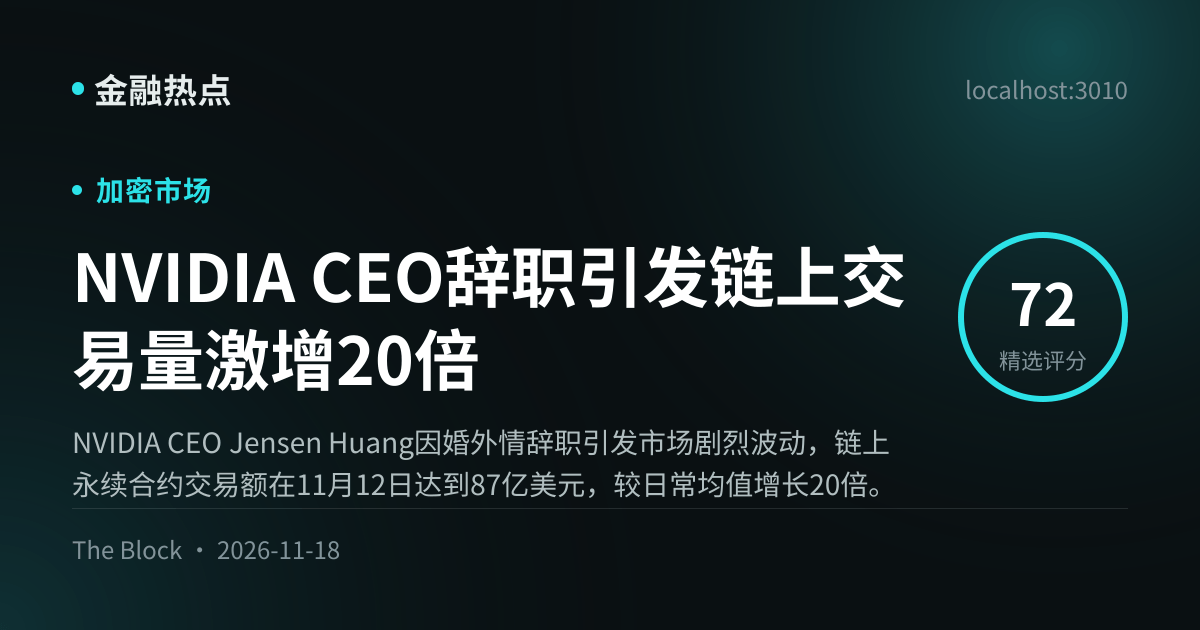 金融热点
localhost:3010
加密市场
NVIDIA CEO辞职引发链上交
易量激增20倍
72
精选评分
NVIDIA CEO Jensen Huang因婚外情辞职引发市场剧烈波动，链上
永续合约交易额在11月12日达到87亿美元，较日常均值增长20倍。
The Block • 2026-11-18